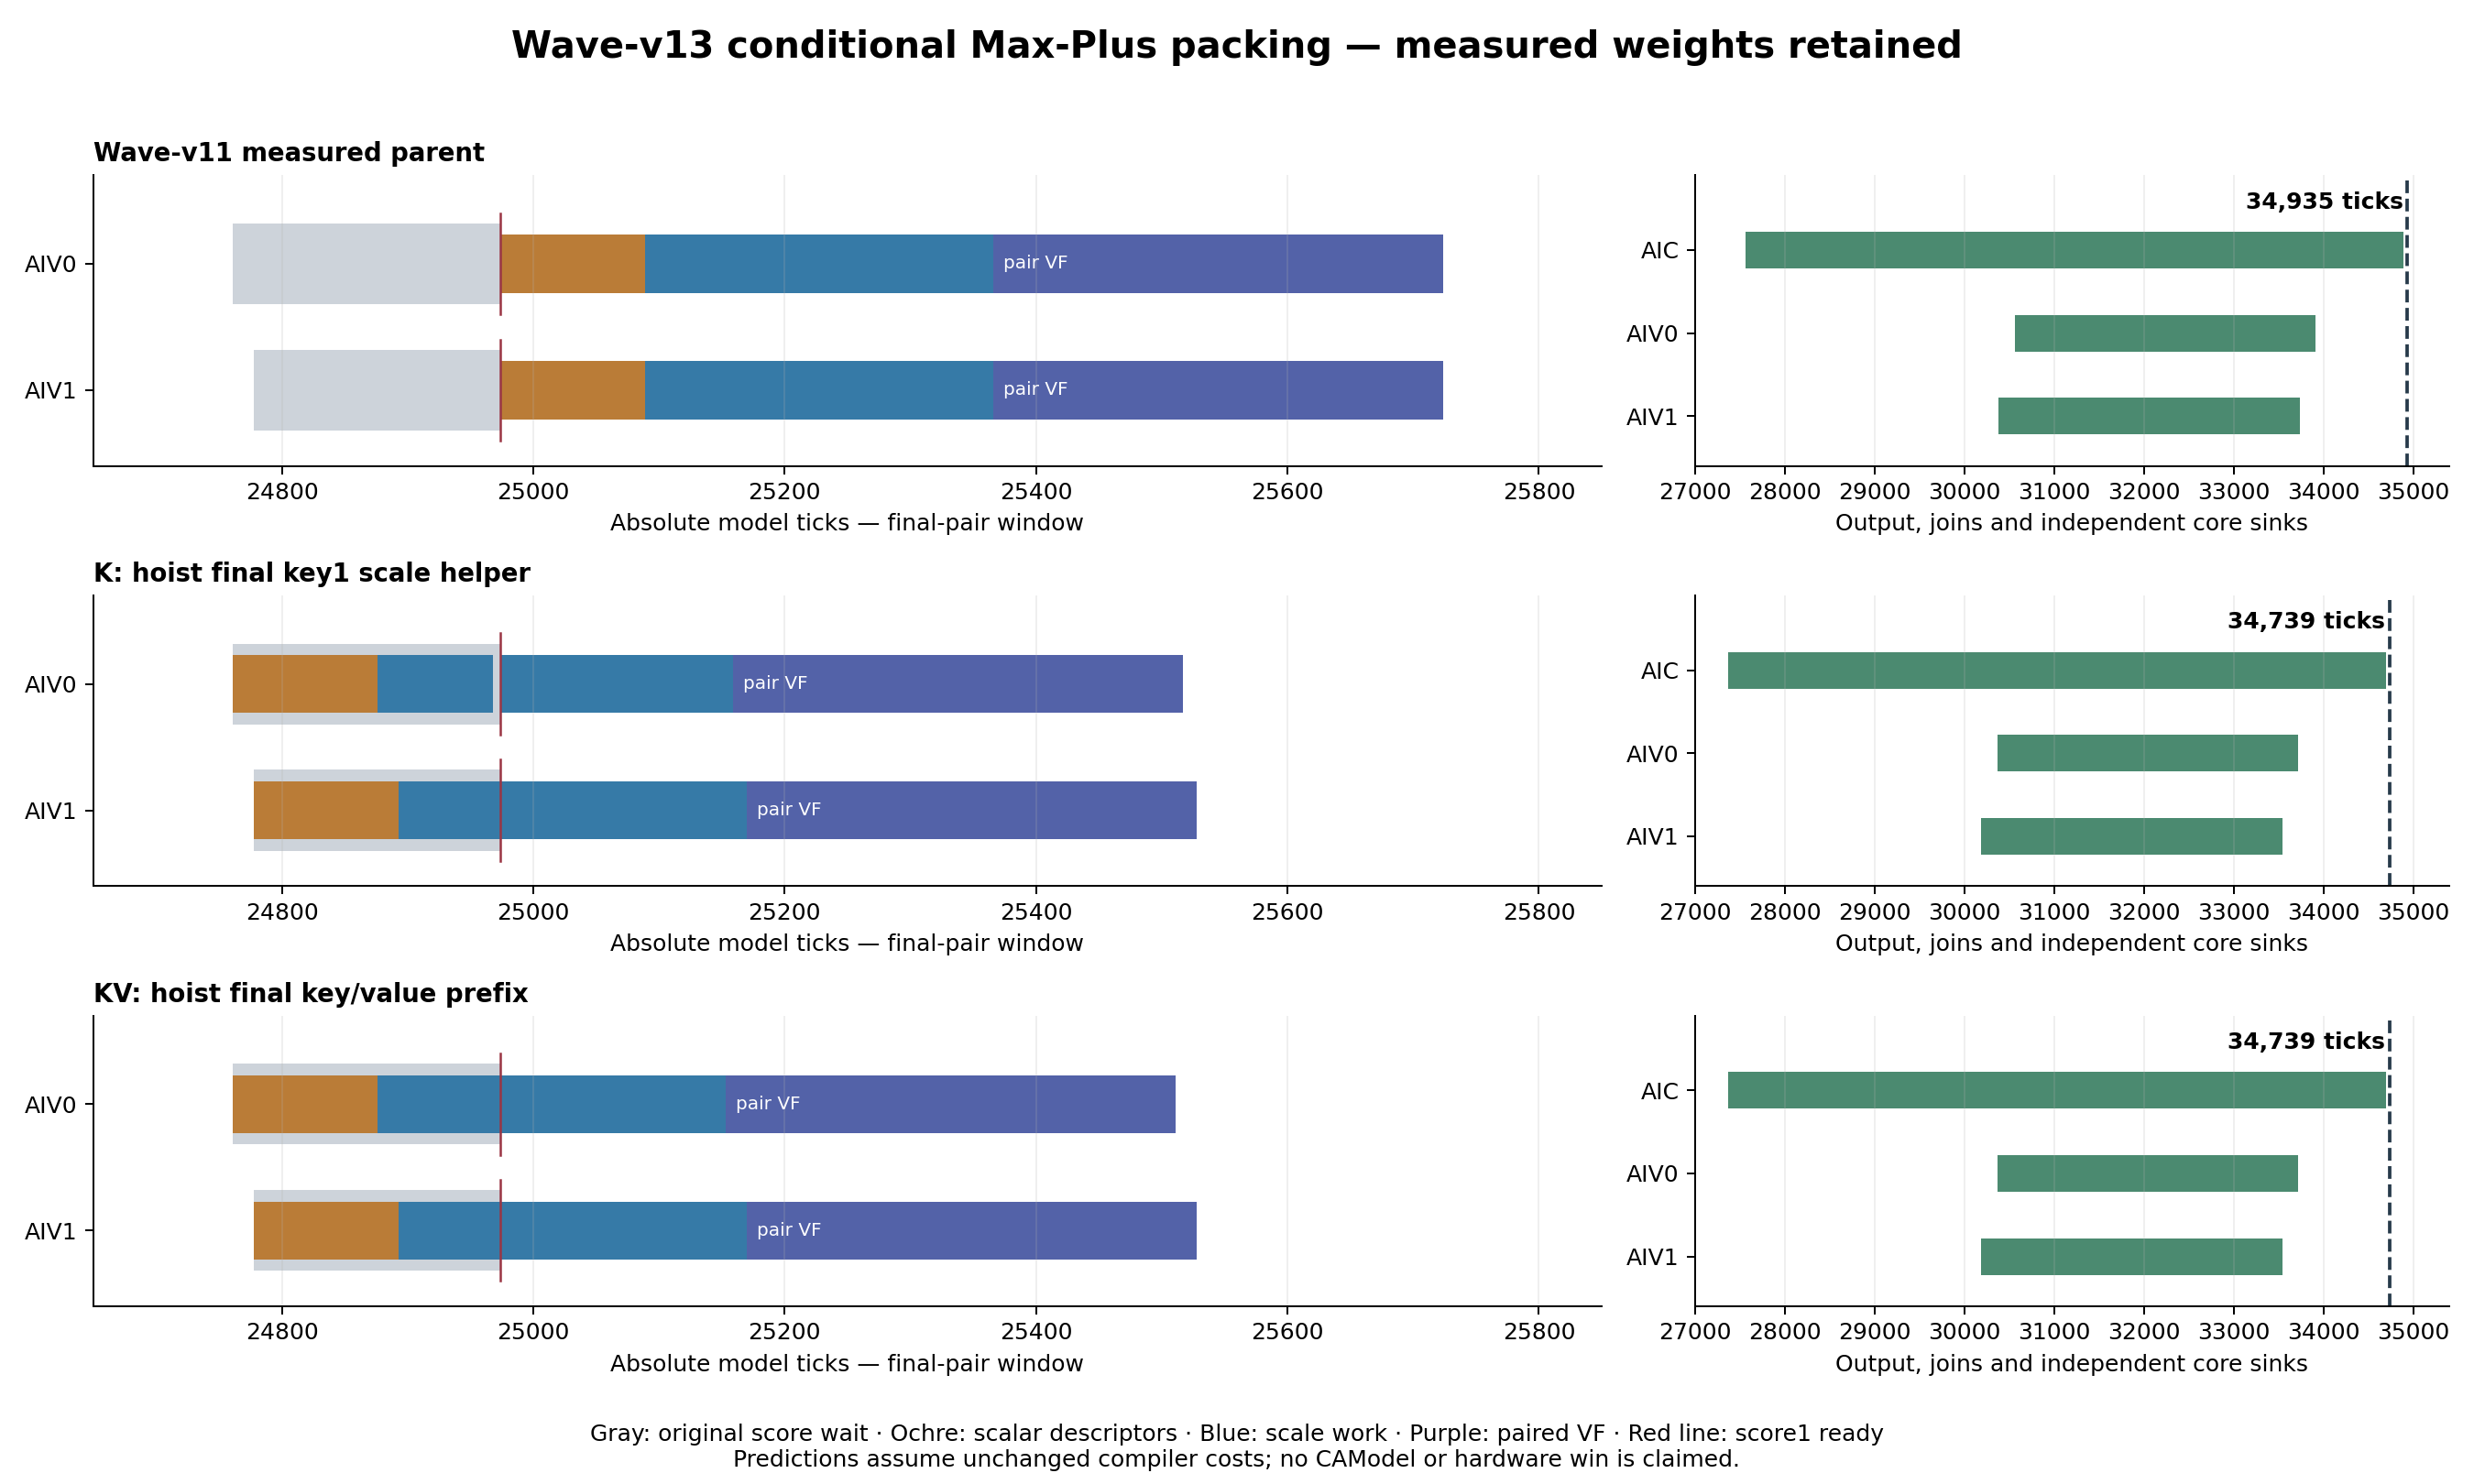 Wave-v13 conditional Max-Plus packing — measured weights retained
Wave-v11 measured parent
AIV0
pair VF
AIV1
pair VF
24800 25000 25200 25400 25600 25800
Absolute model ticks — final-pair window
34,935 ticks
AIC
AIV0
AIV1
27000 28000 29000 30000 31000 32000 33000 34000 35000
Output, joins and independent core sinks
K: hoist final key1 scale helper
AIV0
pair VF
AIV1
pair VF
24800 25000 25200 25400 25600 25800
Absolute model ticks — final-pair window
34,739 ticks
AIC
AIV0
AIV1
27000 28000 29000 30000 31000 32000 33000 34000 35000
Output, joins and independent core sinks
KV: hoist final key/value prefix
AIV0
pair VF
AIV1
pair VF
24800 25000 25200 25400 25600 25800
Absolute model ticks — final-pair window
34,739 ticks
AIC
AIV0
AIV1
27000 28000 29000 30000 31000 32000 33000 34000 35000
Output, joins and independent core sinks
Gray: original score wait · Ochre: scalar descriptors · Blue: scale work · Purple: paired VF · Red line: score1 ready
Predictions assume unchanged compiler costs; no CAModel or hardware win is claimed.